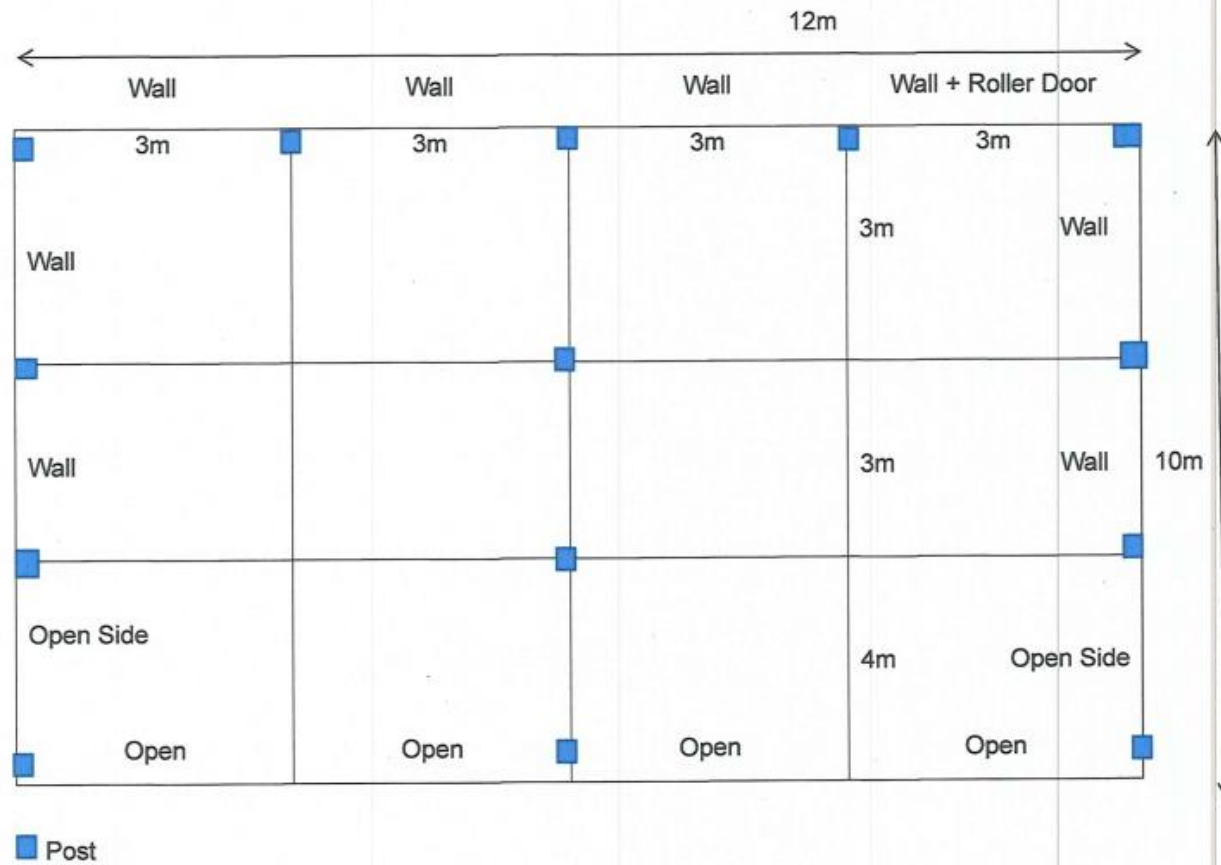 12m
Wall Wall Wall Wall + Roller Door
3m 3m 3m 3m
Wall 3m Wall
Wall 3m Wall 10m
Open Side 4m Open Side
Open Open Open Open
Post